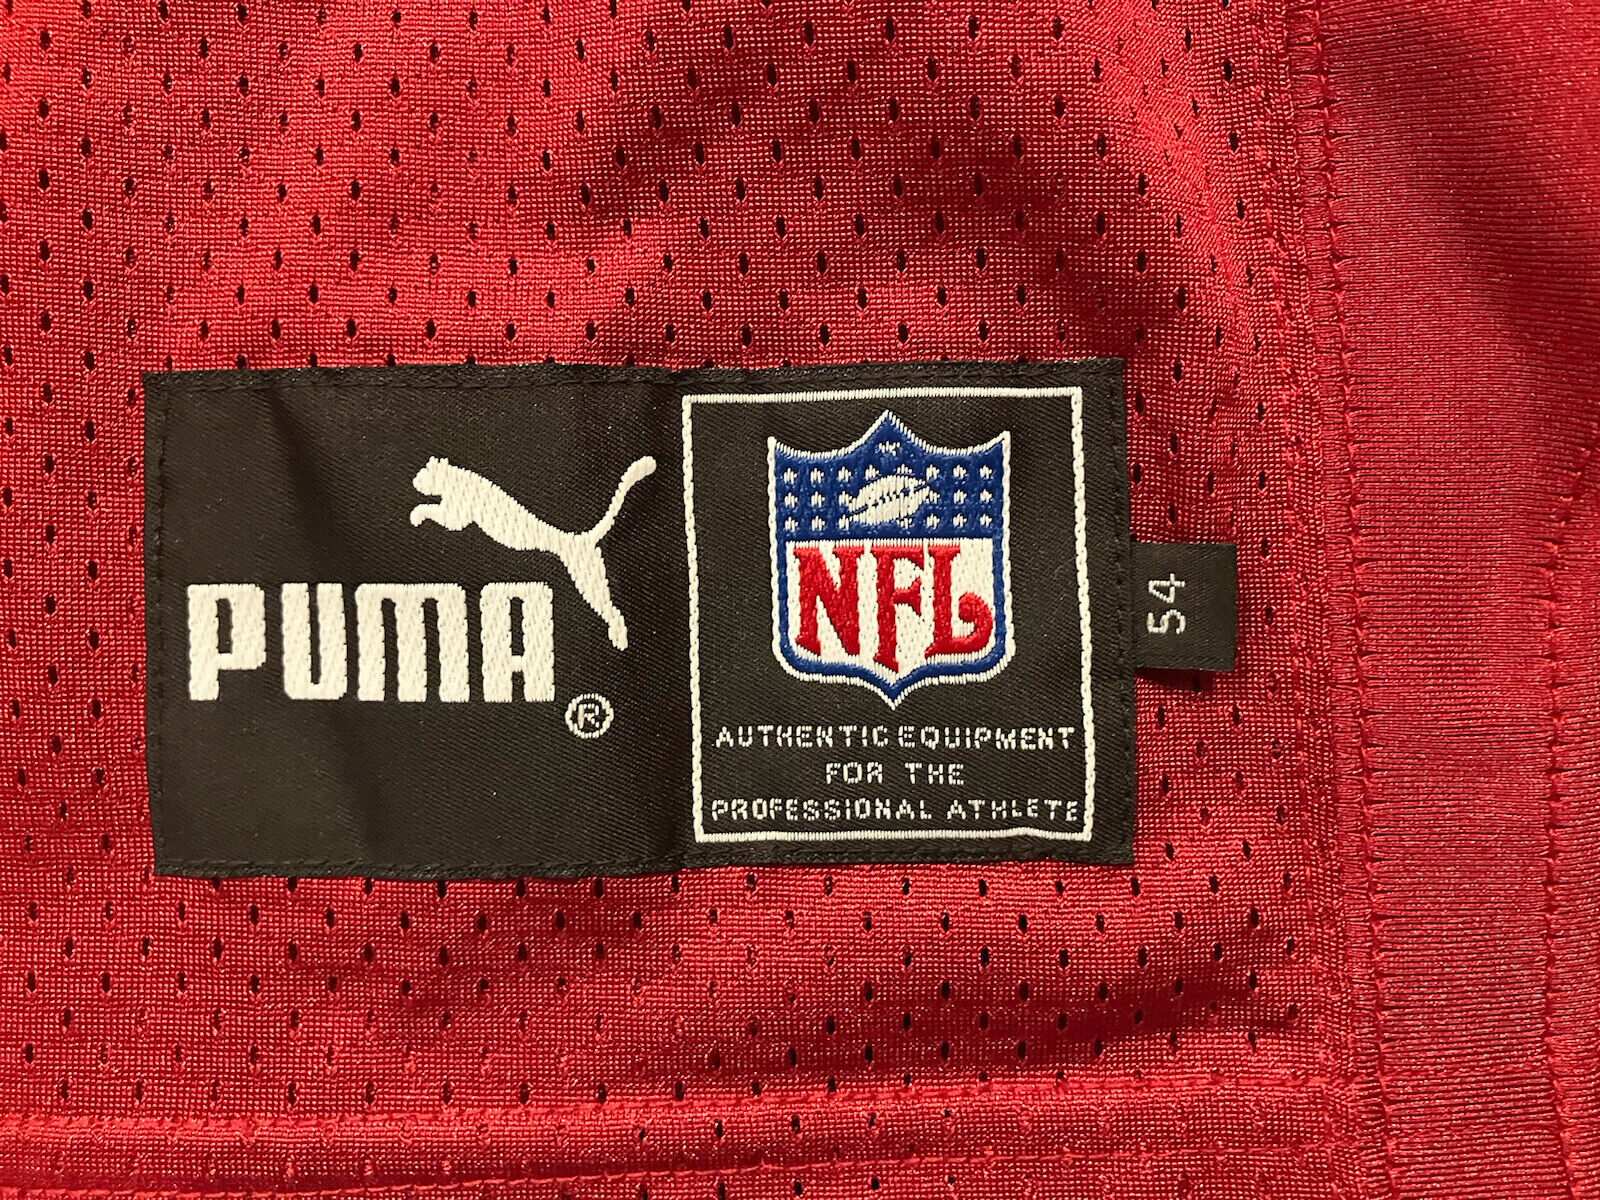 PUMA
®
NFL
AUTHENTIC EQUIPMENT
FOR THE
PROFESSIONAL ATHLETE
54